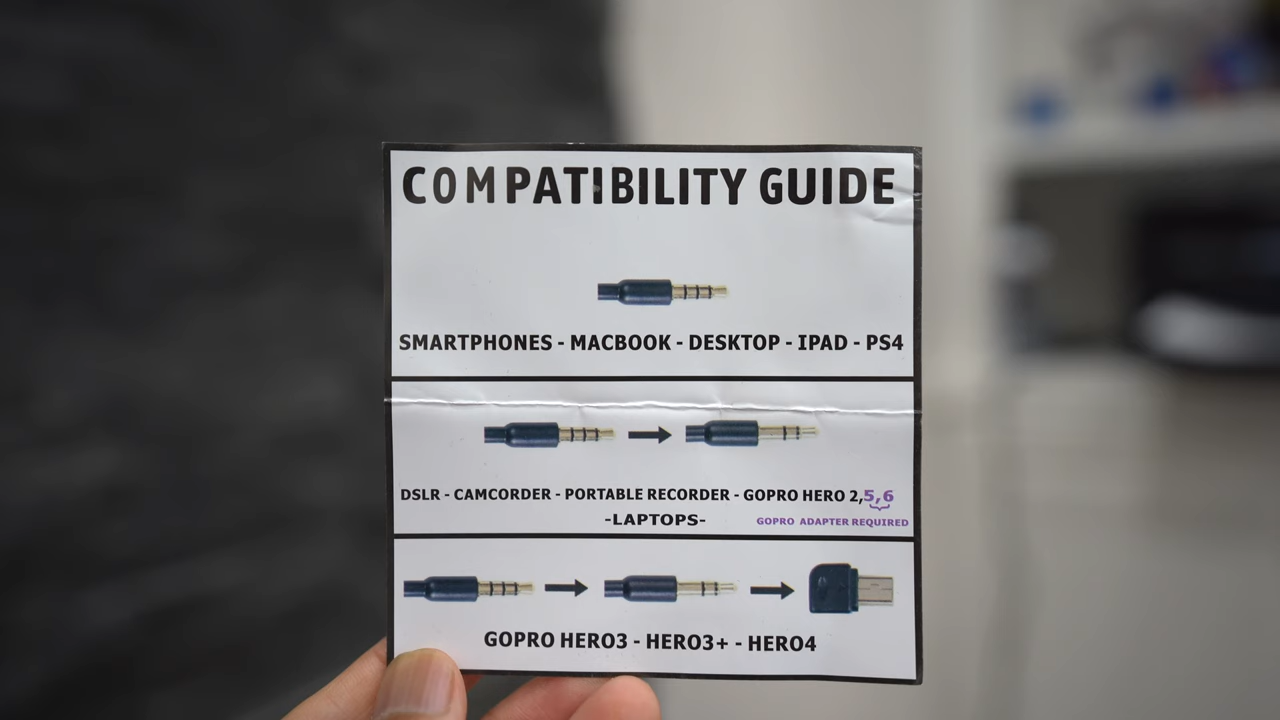 COMPATIBILITY GUIDE
SMARTPHONES - MACBOOK - DESKTOP - IPAD - PS4
DSLR - CAMCORDER - PORTABLE RECORDER - GOPRO HERO 2,5,6
-LAPTOPS-
GOPRO ADAPTER REQUIRED
GOPRO HERO3 - HERO3+ - HERO4